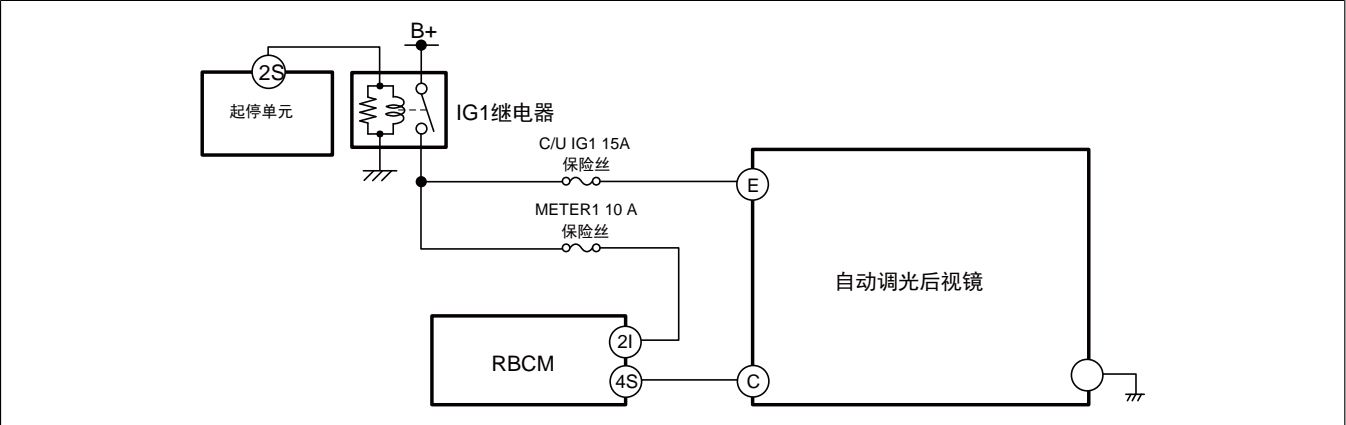 B+
2S
起停单元
IG1继电器
C/U IG1 15A
保险丝
E
METER1 10 A
保险丝
自动调光后视镜
2I
RBCM
4S
C